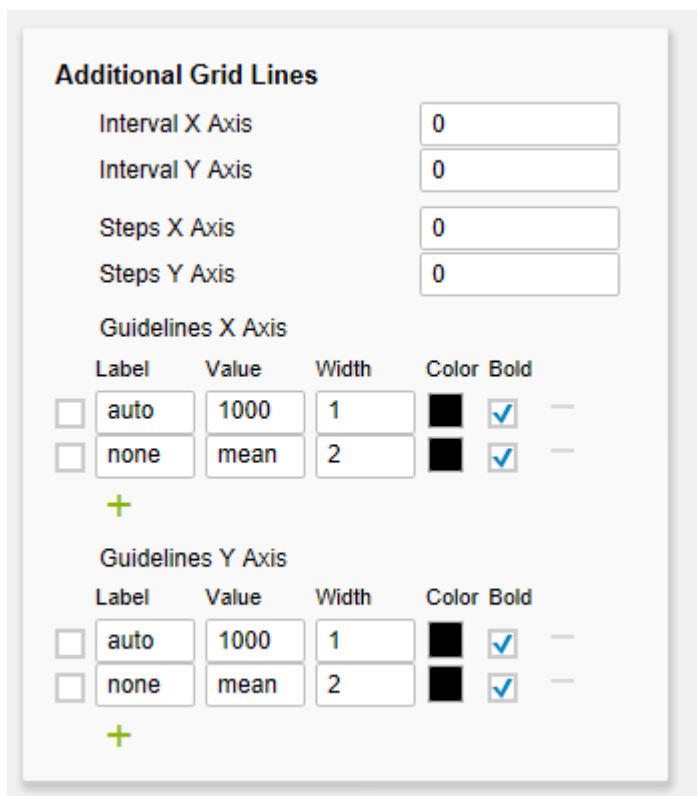 Additional Grid Lines
Interval X Axis 0
Interval Y Axis 0
Steps X Axis 0
Steps Y Axis 0
Guidelines X Axis
Label Value Width Color Bold
auto 1000 1
none mean 2
+
Guidelines Y Axis
Label Value Width Color Bold
auto 1000 1
none mean 2
+